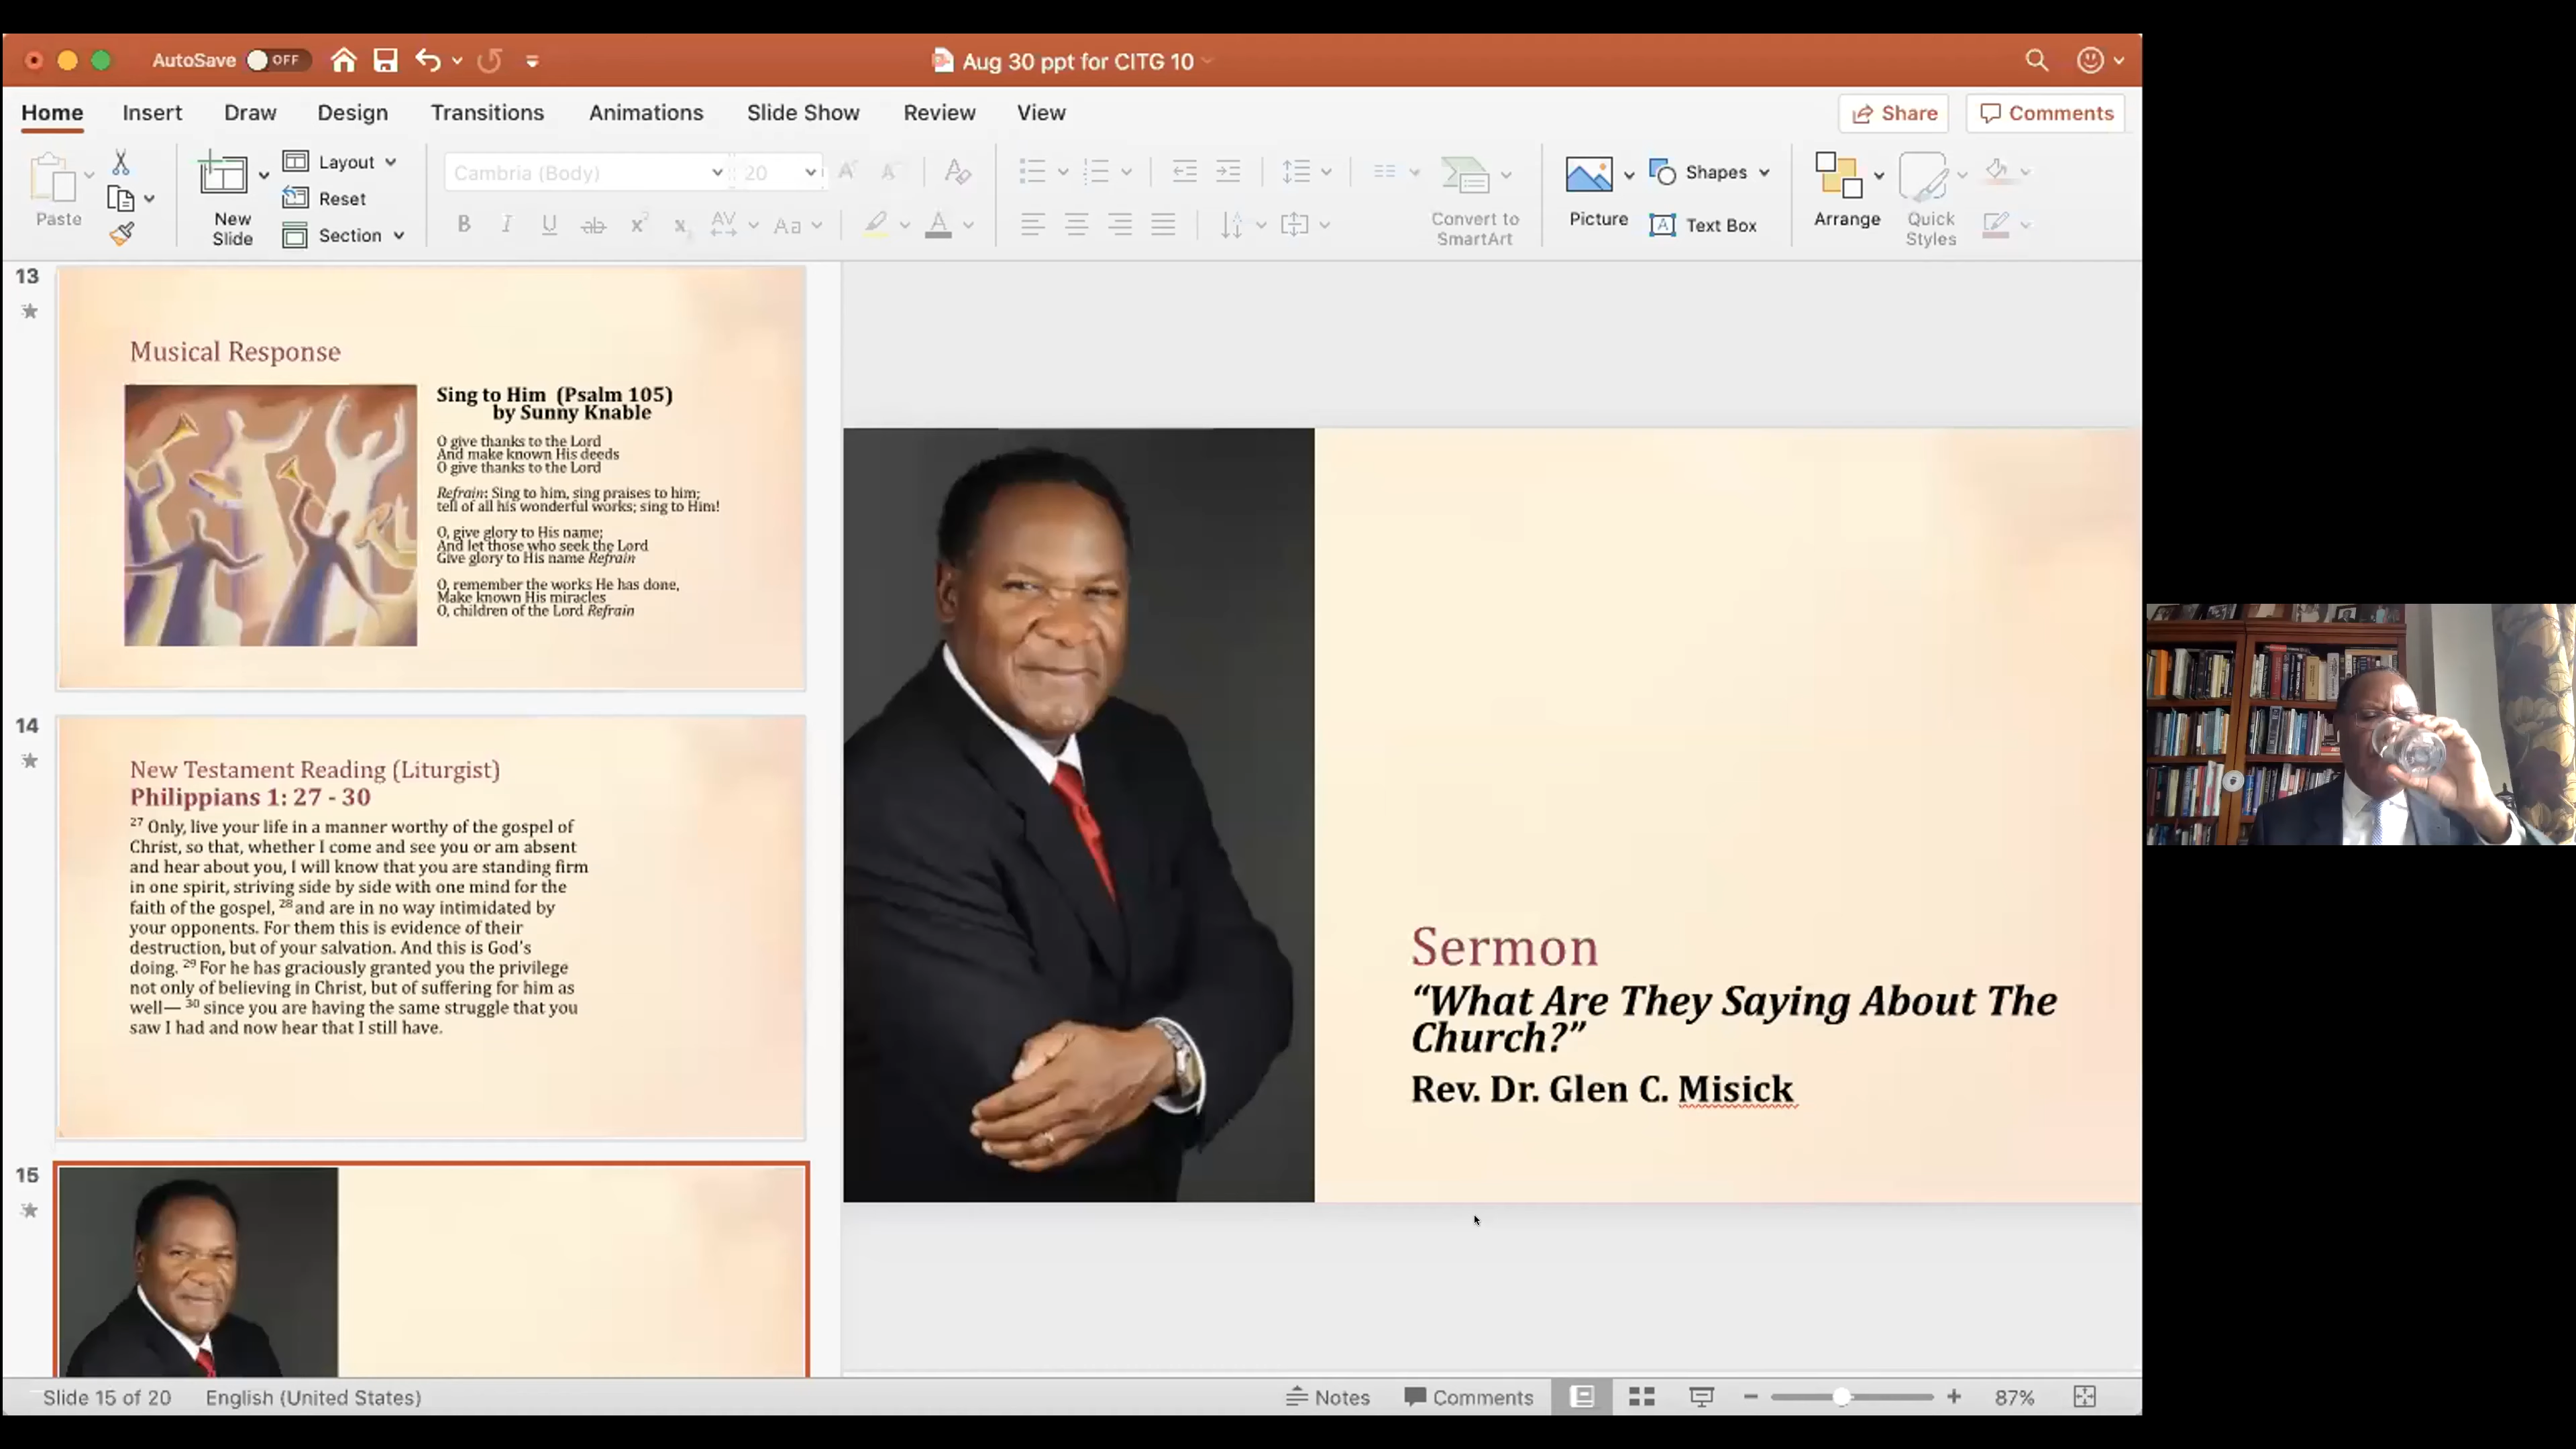 AutoSave OFF
Aug 30 ppt for CITG 10
Home Insert Draw Design Transitions Animations Slide Show Review View
Share Comments
Paste
New
Slide
Layout
Reset
Section
Cambria (Body) 20
Convert to
SmartArt
Picture
Shapes
Text Box
Arrange
Quick
Styles
13
Musical Response
Sing to Him (Psalm 105)
by Sunny Knable
O give thanks to the Lord
And make known His deeds
O give thanks to the Lord
Refrain: Sing to him, sing praises to him;
tell of all his wonderful works; sing to Him!
O, give glory to His name;
And let those who seek the Lord
Give glory to His name Refrain
O, remember the works He has done,
Make known His miracles
O, children of the Lord Refrain
14
New Testament Reading (Liturgist)
Philippians 1: 27 - 30
27 Only, live your life in a manner worthy of the gospel of
Christ, so that, whether I come and see you or am absent
and hear about you, I will know that you are standing firm
in one spirit, striving side by side with one mind for the
faith of the gospel, 28 and are in no way intimidated by
your opponents. For them this is evidence of their
destruction, but of your salvation. And this is God's
doing. 29 For he has graciously granted you the privilege
not only of believing in Christ, but of suffering for him as
well— 30 since you are having the same struggle that you
saw I had and now hear that I still have.
15
Sermon
“What Are They Saying About The
Church?”
Rev. Dr. Glen C. Misick
Slide 15 of 20 English (United States)
Notes Comments 87%